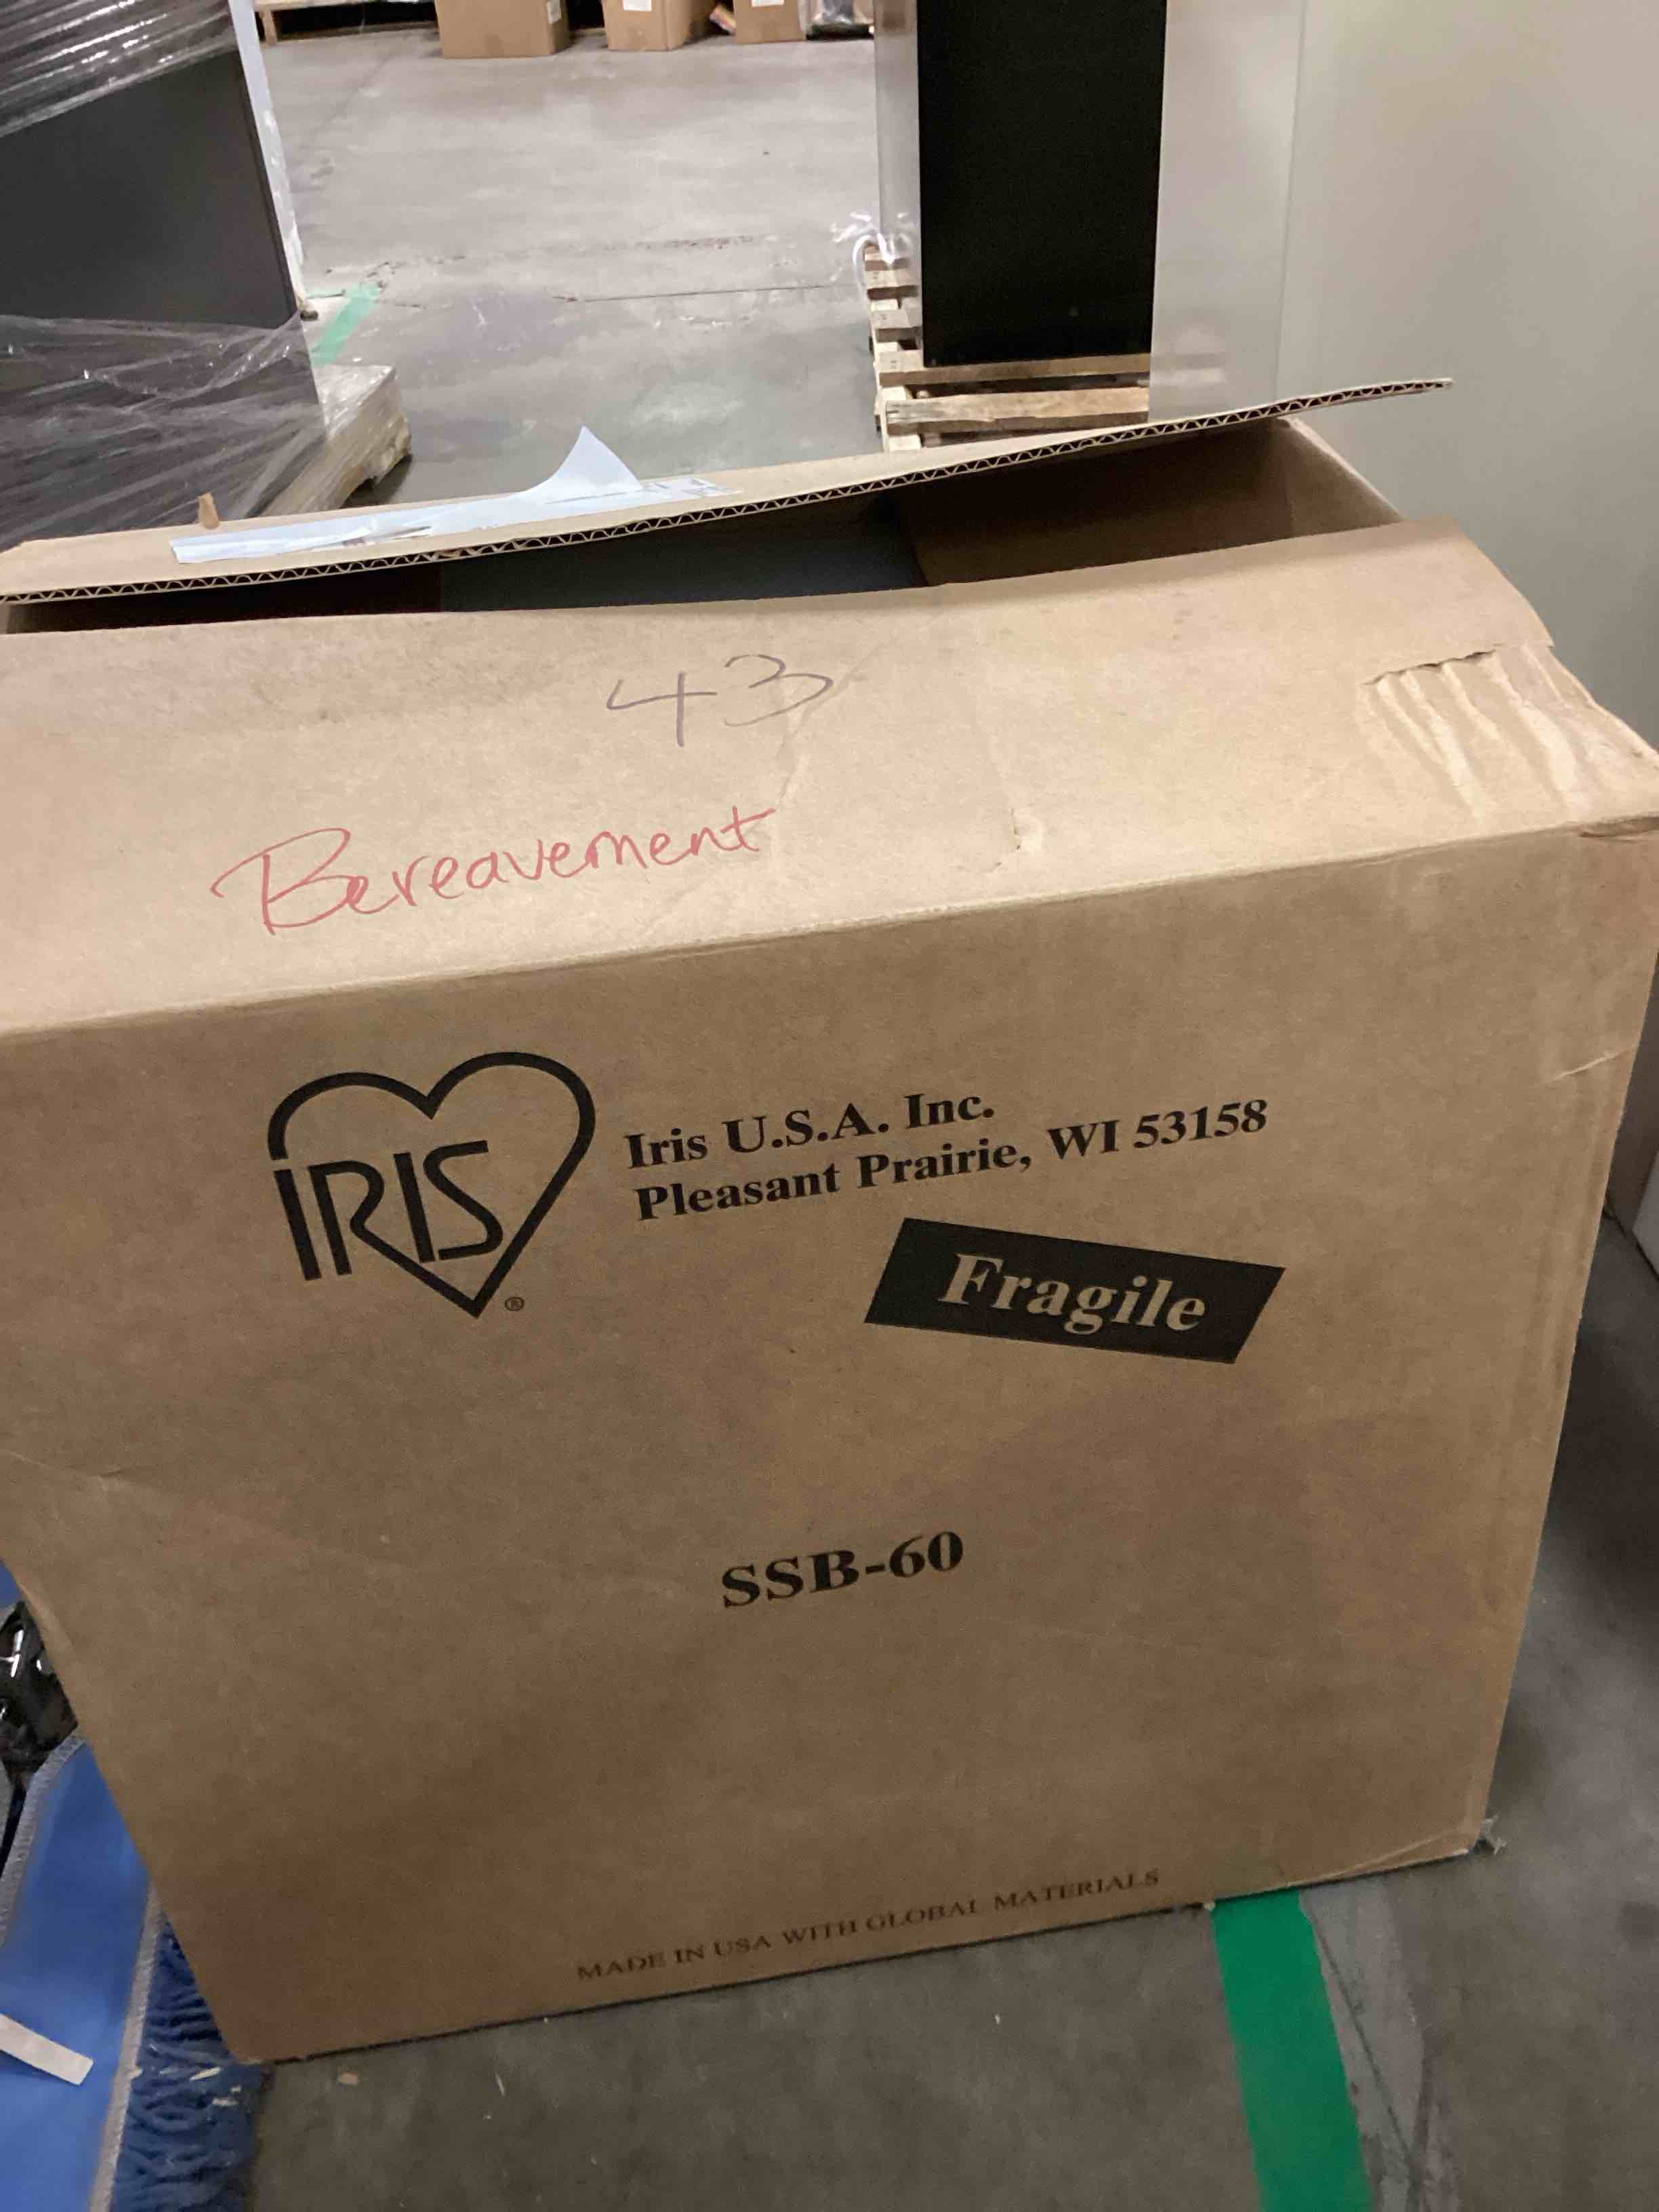 43
Bereavement
IRIS®
Iris U.S.A. Inc.
Pleasant Prairie, WI 53158
Fragile
SSB-60
MADE IN USA WITH GLOBAL MATERIALS